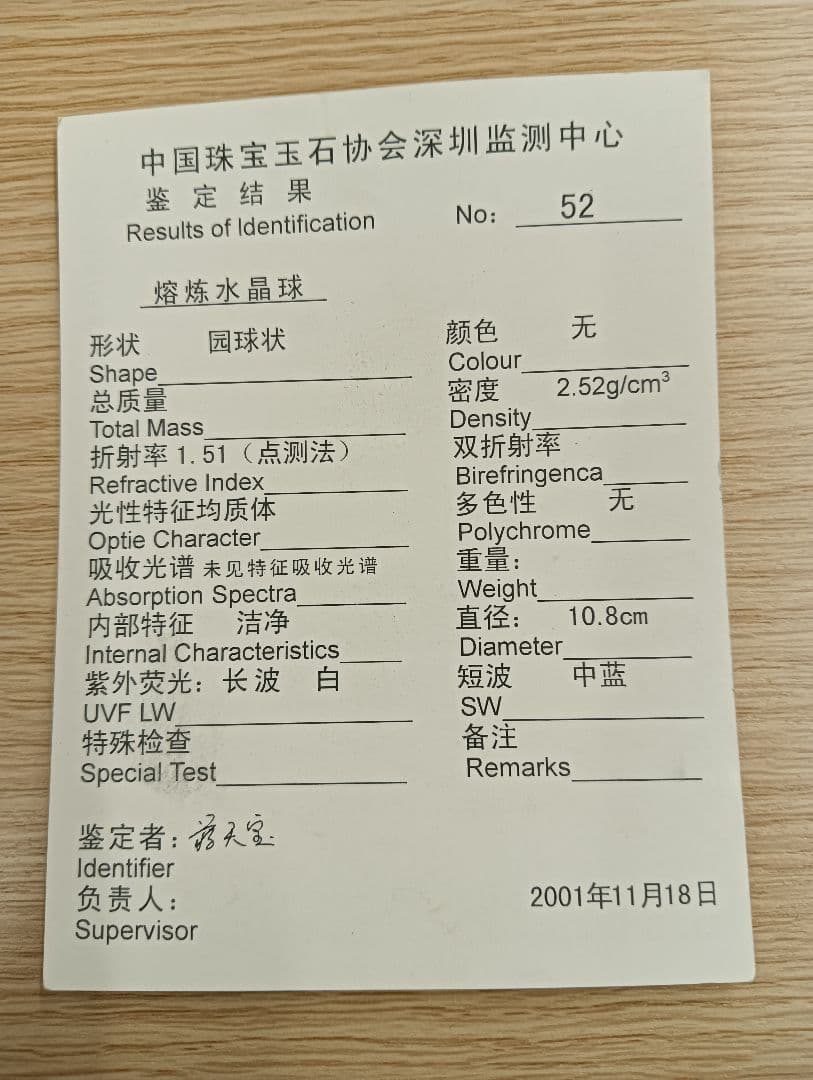 中国珠宝玉石协会深圳监测中心
鉴定结果
Results of Identification
No: 52
熔炼水晶球
形状 园球状
Shape
颜色 无
Colour
总质量
Total Mass
密度 2.52g/cm³
Density
折射率 1.51（点测法）
Refractive Index
双折射率
Birefringenca
光性特征均质体
Optie Character
多色性 无
Polychrome
吸收光谱 未见特征吸收光谱
Absorption Spectra
重量：
Weight
内部特征 洁净
Internal Characteristics
直径： 10.8cm
Diameter
紫外荧光：长波 白
UVF LW
短波 中蓝
SW
特殊检查
Special Test
备注
Remarks
鉴定者：
Identifier
负责人：
Supervisor
2001年11月18日